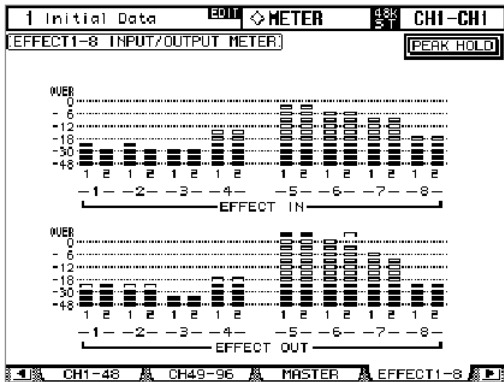 1 Initial Data EDIT ◇METER 48K ST CH1-CH1
EFFECT1-8 INPUT/OUTPUT METER
PEAK HOLD
OVER
0
- 6
-12
-18
-30
-48
1 2 1 2 1 2 1 2 1 2 1 2 1 2 1 2
-1- -2- -3- -4- -5- -6- -7- -8-
EFFECT IN
OVER
0
- 6
-12
-18
-30
-48
1 2 1 2 1 2 1 2 1 2 1 2 1 2 1 2
-1- -2- -3- -4- -5- -6- -7- -8-
EFFECT OUT
CH1-48 CH49-96 MASTER EFFECT1-8